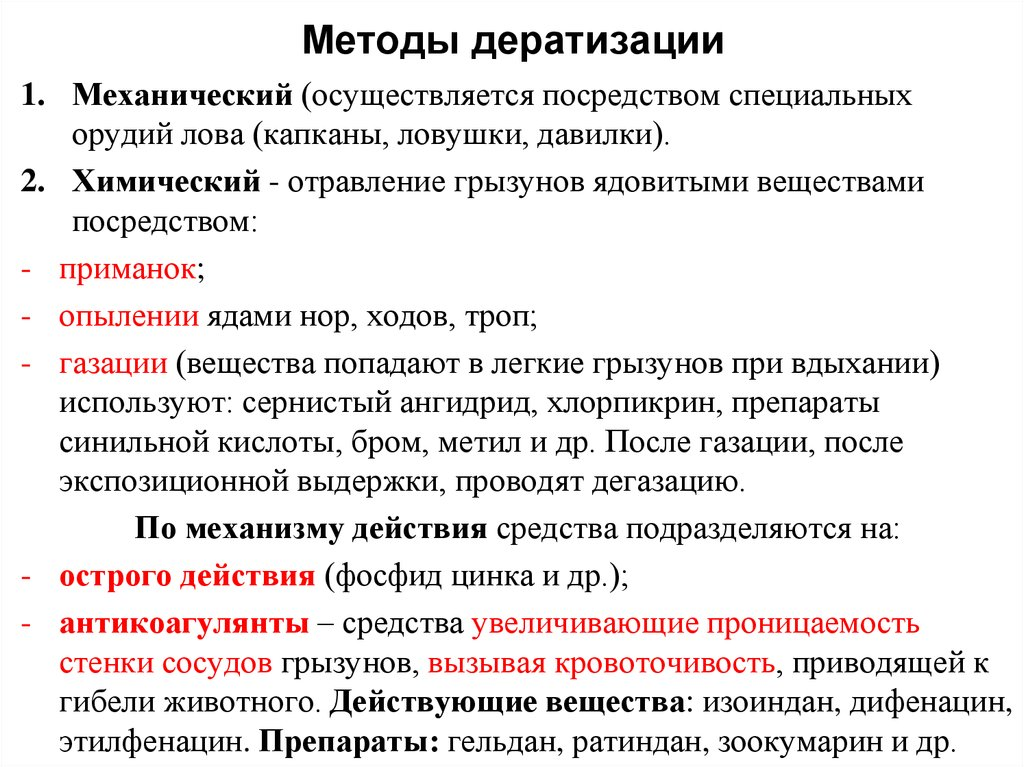 Методы дератизации
1. Механический (осуществляется посредством специальных
орудий лова (капканы, ловушки, давилки).
2. Химический - отравление грызунов ядовитыми веществами
посредством:
- приманок;
- опылении ядами нор, ходов, троп;
- газации (вещества попадают в легкие грызунов при вдыхании)
используют: сернистый ангидрид, хлорпикрин, препараты
синильной кислоты, бром, метил и др. После газации, после
экспозиционной выдержки, проводят дегазацию.
По механизму действия средства подразделяются на:
- острого действия (фосфид цинка и др.);
- антикоагулянты – средства увеличивающие проницаемость
стенки сосудов грызунов, вызывая кровоточивость, приводящей к
гибели животного. Действующие вещества: изоиндан, дифенацин,
этилфенацин. Препараты: гельдан, ратиндан, зоокумарин и др.